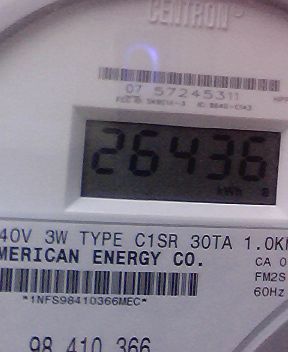 CENTRON
07 57245311
26436
kWh
40V 3W TYPE C1SR 30TA 1.0K
MERICAN ENERGY CO.
CA 0
FM2S
*1NFS98410366MEC*
60Hz
98 410 366